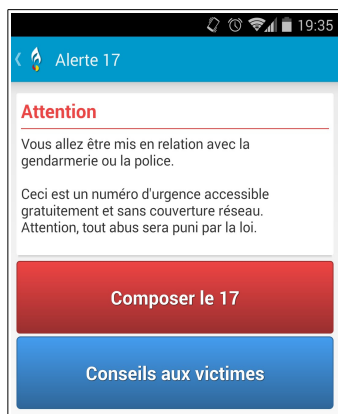 19:35
Alerte 17
Attention
Vous allez être mis en relation avec la
gendarmerie ou la police.
Ceci est un numéro d'urgence accessible
gratuitement et sans couverture réseau.
Attention, tout abus sera puni par la loi.
Composer le 17
Conseils aux victimes